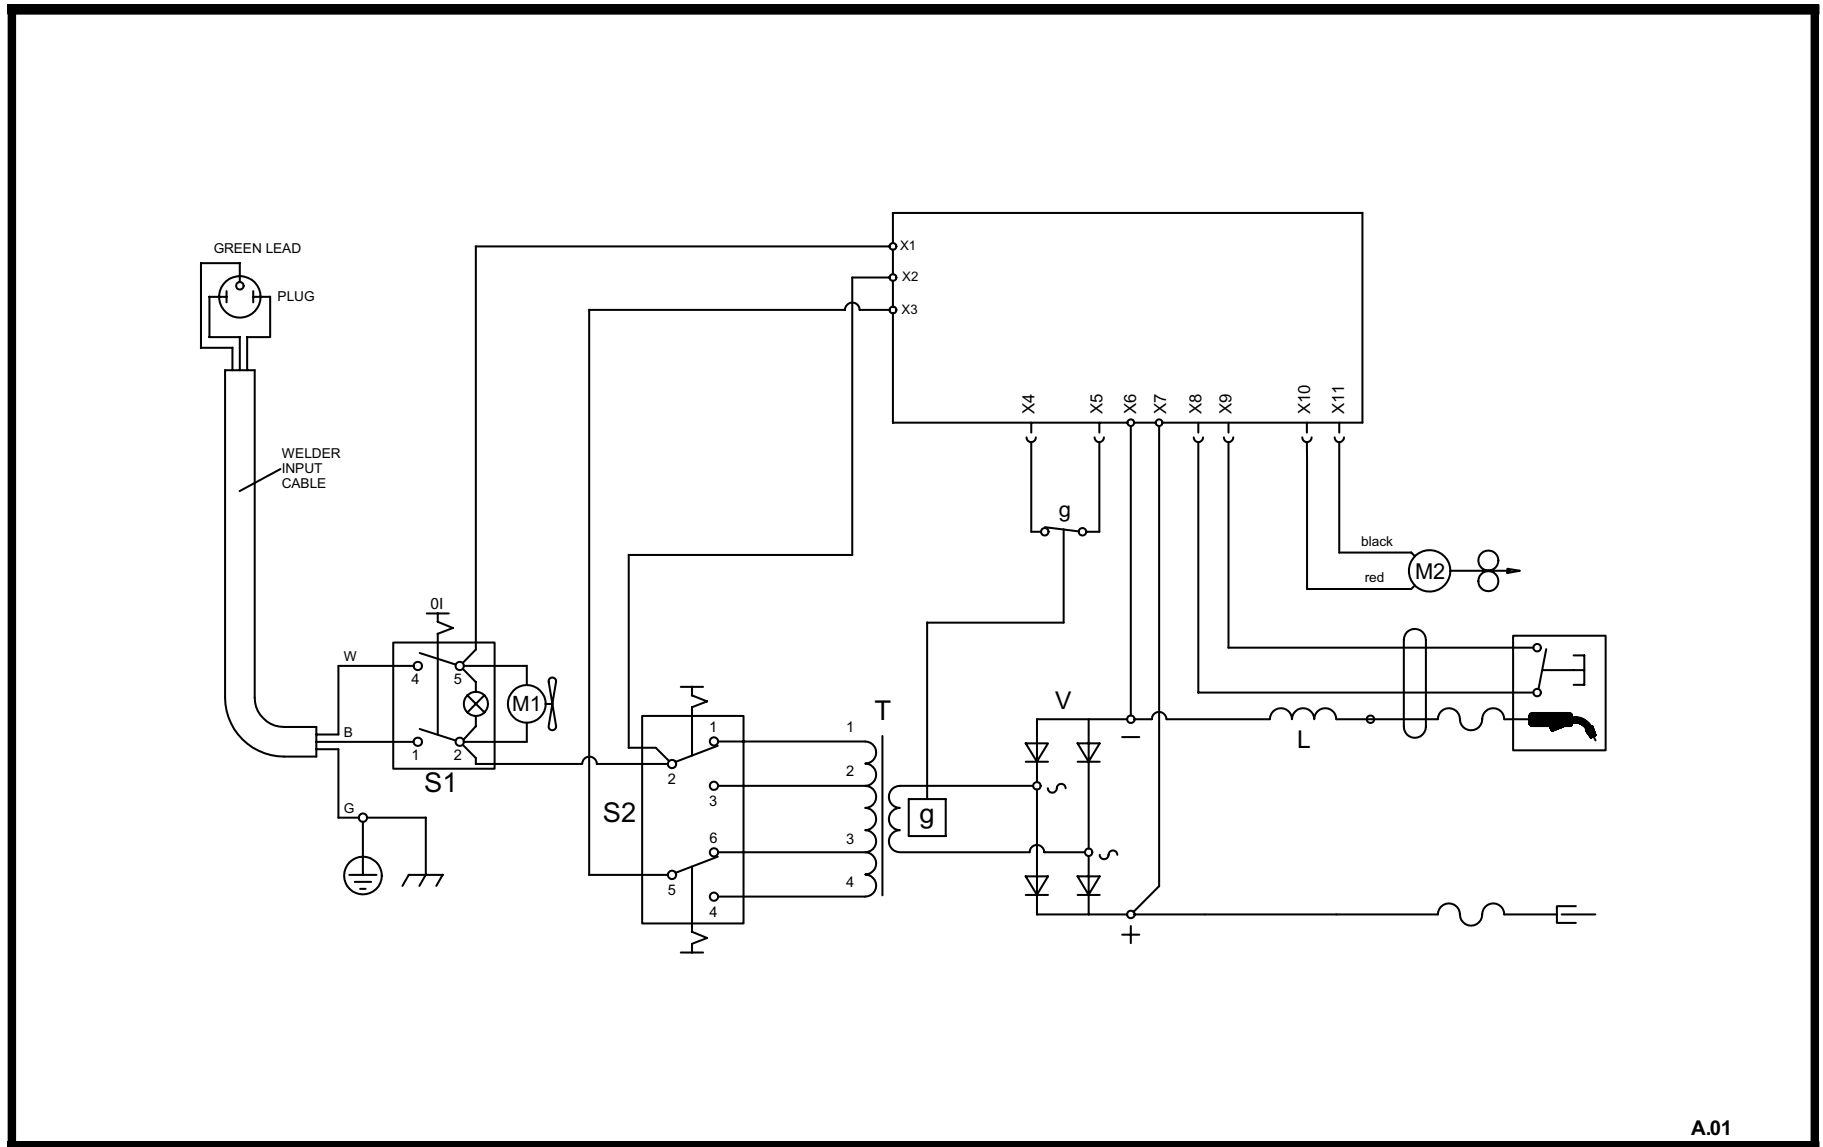 GREEN LEAD
PLUG
WELDER
INPUT
CABLE
X1
X2
X3
X4
X5
X6
X7
X8
X9
X10
X11
g
black
red
M2
0I
W
4
5
M1
B
1
2
S1
G
1
2
3
S2
6
5
4
T
1
2
3
4
g
V
L
A.01